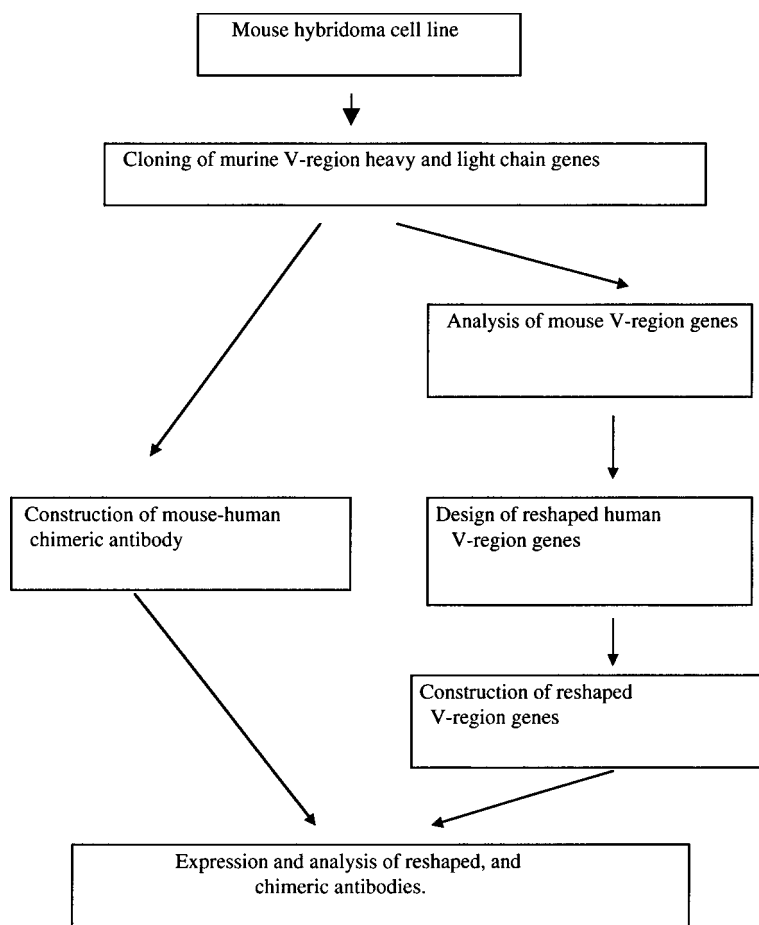 Mouse hybridoma cell line
Cloning of murine V-region heavy and light chain genes
Analysis of mouse V-region genes
Construction of mouse-human
chimeric antibody
Design of reshaped human
V-region genes
Construction of reshaped
V-region genes
Expression and analysis of reshaped, and
chimeric antibodies.